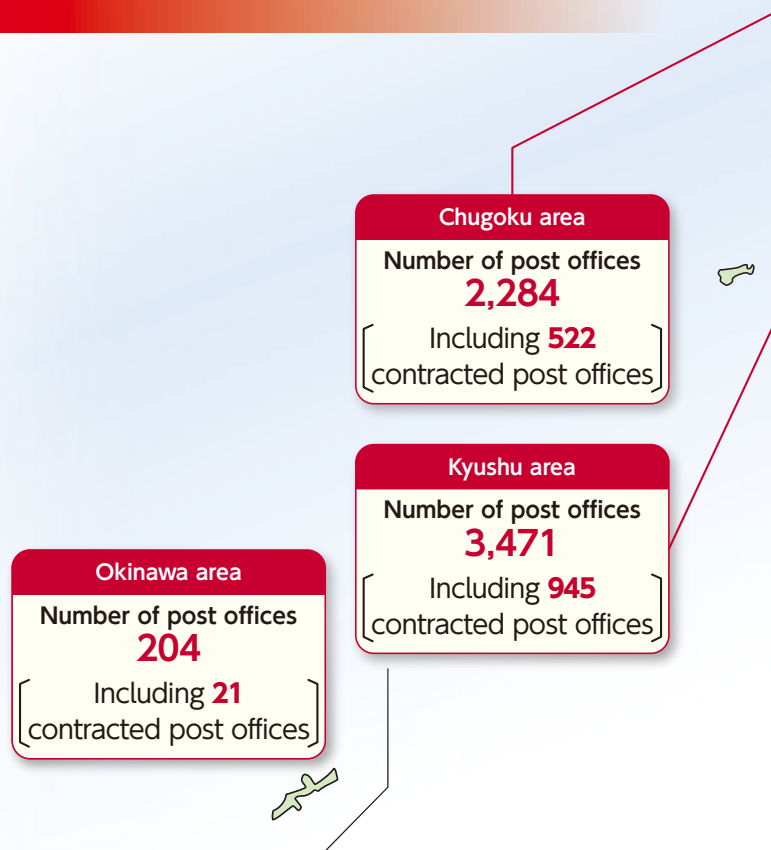 Chugoku area
Number of post offices
2,284
Including 522
contracted post offices
Kyushu area
Number of post offices
3,471
Including 945
contracted post offices
Okinawa area
Number of post offices
204
Including 21
contracted post offices